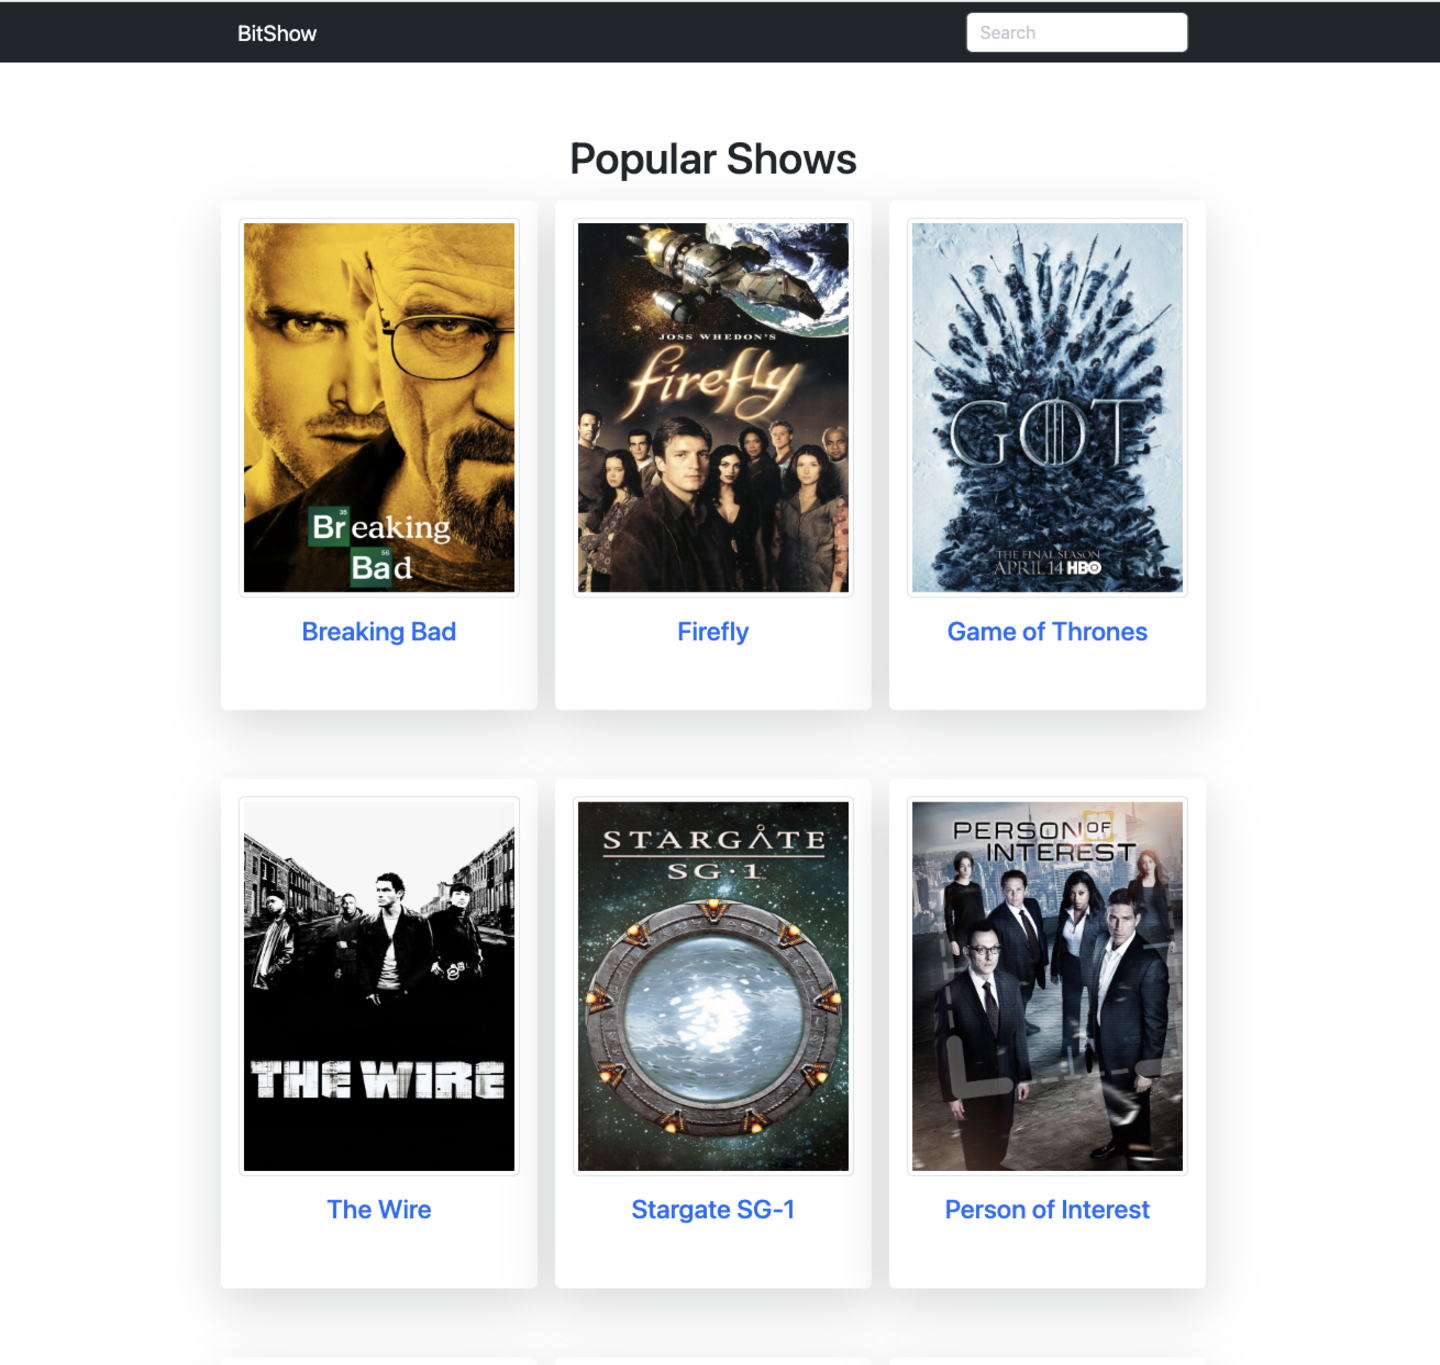 BitShow
Search
Popular Shows
35
Breaking
56
Bad
Breaking Bad
JOSS WHEDON'S
firefly
Firefly
GOT
THE FINAL SEASON
APRIL 14 HBO
Game of Thrones
THE WIRE
The Wire
STARGATE
SG·1
Stargate SG-1
PERSON OF
INTEREST
Person of Interest